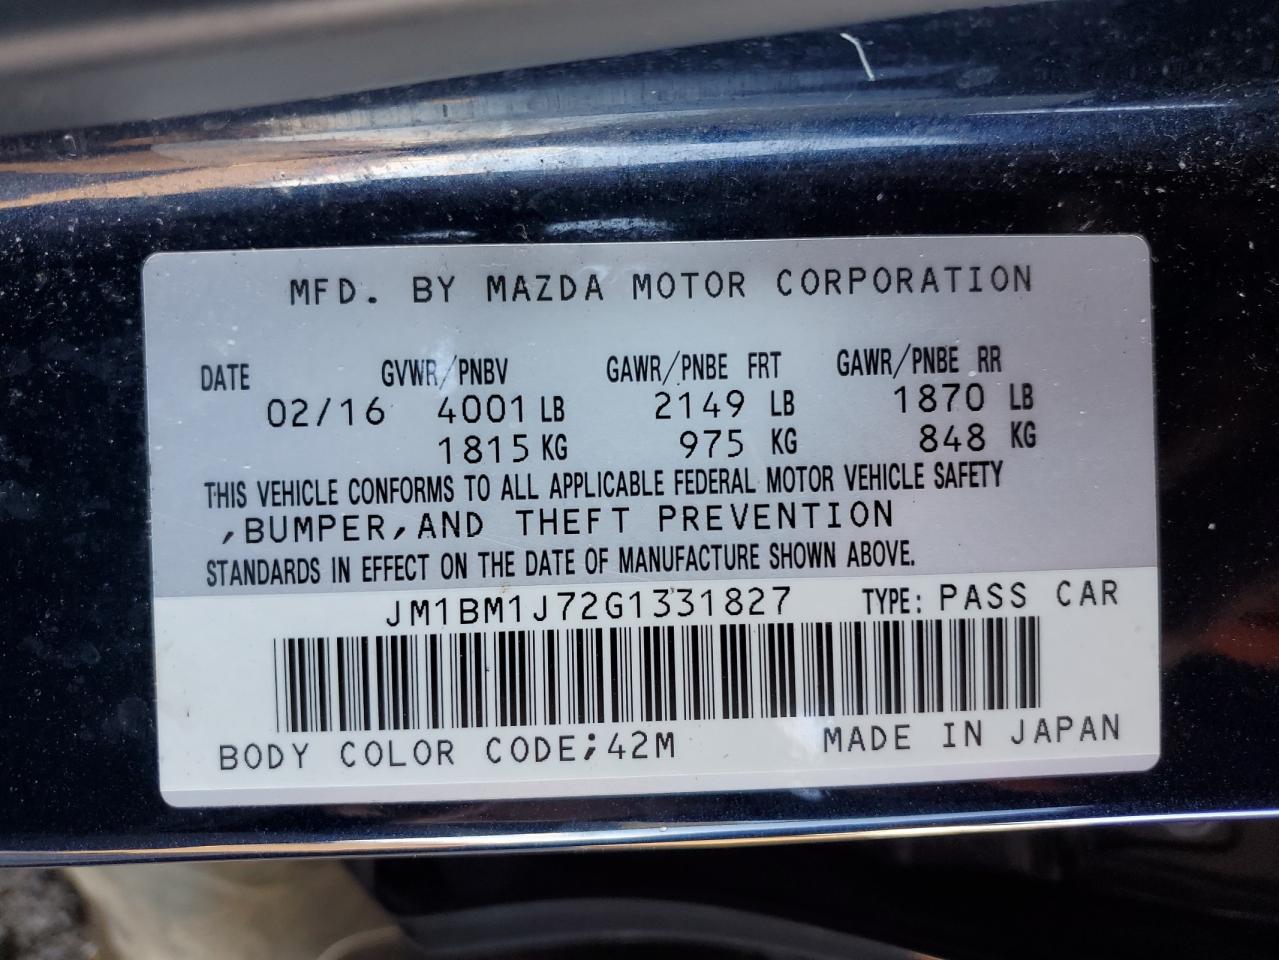 MFD. BY MAZDA MOTOR CORPORATION
DATE GVWR/PNBV GAWR/PNBE FRT GAWR/PNBE RR
02/16 4001 LB 2149 LB 1870 LB
1815 KG 975 KG 848 KG
THIS VEHICLE CONFORMS TO ALL APPLICABLE FEDERAL MOTOR VEHICLE SAFETY
,BUMPER,AND THEFT PREVENTION
STANDARDS IN EFFECT ON THE DATE OF MANUFACTURE SHOWN ABOVE.
JM1BM1J72G1331827 TYPE: PASS CAR
BODY COLOR CODE;42M MADE IN JAPAN